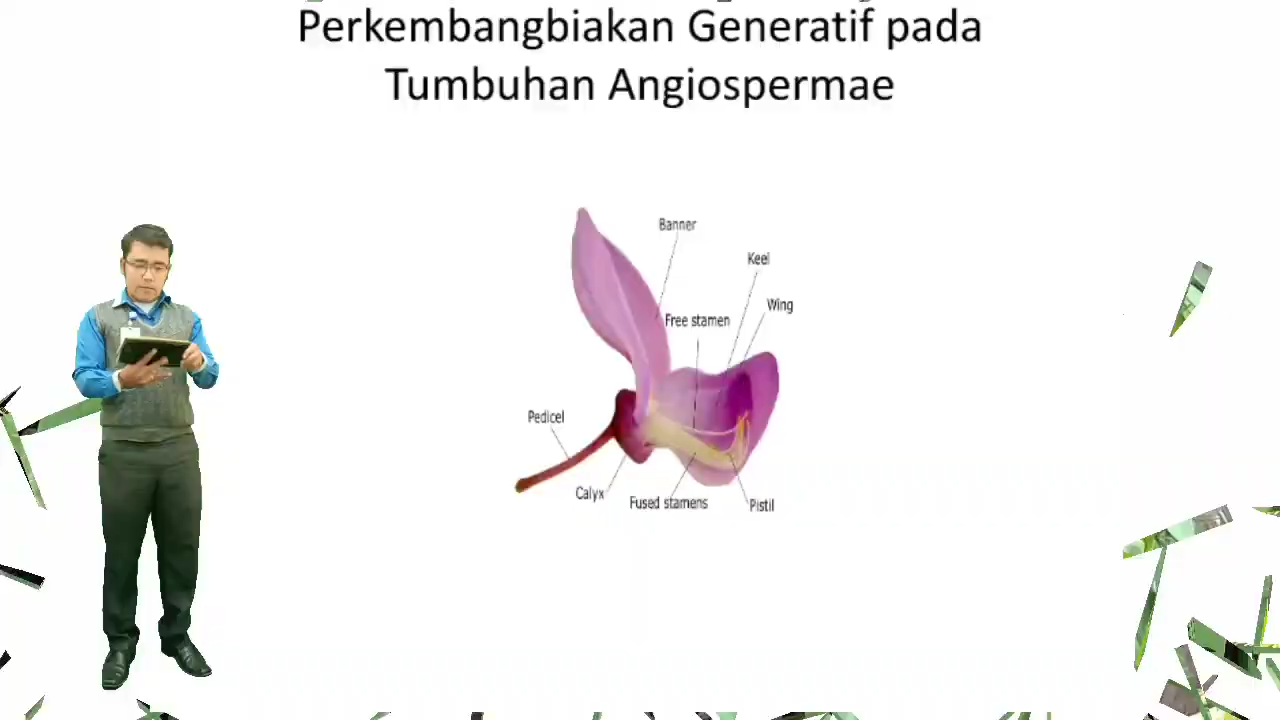 Perkembangbiakan Generatif pada
Tumbuhan Angiospermae
Banner
Keel
Wing
Free stamen
Pedicel
Calyx
Fused stamens
Pistil